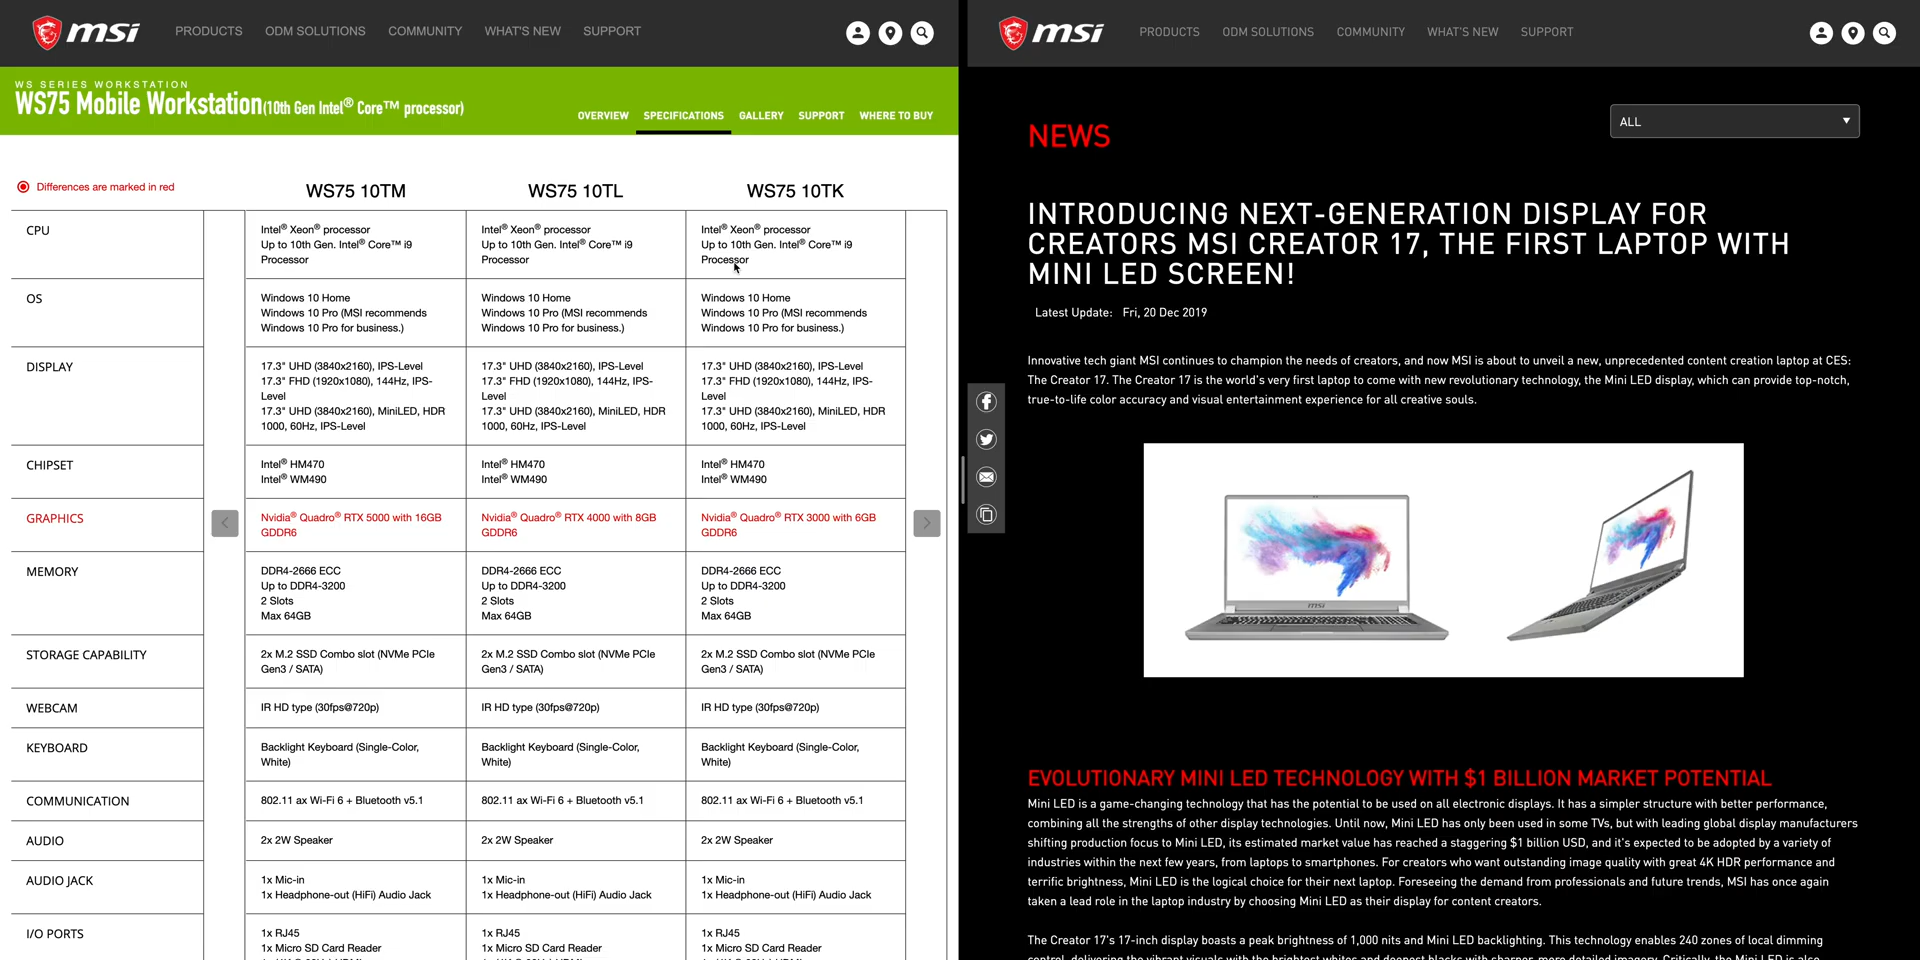 msi
PRODUCTS
ODM SOLUTIONS
COMMUNITY
WHAT'S NEW
SUPPORT
WS SERIES WORKSTATION
WS75 Mobile Workstation(10th Gen Intel® Core™ processor)
OVERVIEW
SPECIFICATIONS
GALLERY
SUPPORT
WHERE TO BUY
Differences are marked in red
WS75 10TM
WS75 10TL
WS75 10TK
CPU
Intel® Xeon® processor
Up to 10th Gen. Intel® Core™ i9
Processor
Intel® Xeon® processor
Up to 10th Gen. Intel® Core™ i9
Processor
Intel® Xeon® processor
Up to 10th Gen. Intel® Core™ i9
Processor
OS
Windows 10 Home
Windows 10 Pro (MSI recommends
Windows 10 Pro for business.)
Windows 10 Home
Windows 10 Pro (MSI recommends
Windows 10 Pro for business.)
Windows 10 Home
Windows 10 Pro (MSI recommends
Windows 10 Pro for business.)
DISPLAY
17.3" UHD (3840x2160), IPS-Level
17.3" FHD (1920x1080), 144Hz, IPS-
Level
17.3" UHD (3840x2160), MiniLED, HDR
1000, 60Hz, IPS-Level
17.3" UHD (3840x2160), IPS-Level
17.3" FHD (1920x1080), 144Hz, IPS-
Level
17.3" UHD (3840x2160), MiniLED, HDR
1000, 60Hz, IPS-Level
17.3" UHD (3840x2160), IPS-Level
17.3" FHD (1920x1080), 144Hz, IPS-
Level
17.3" UHD (3840x2160), MiniLED, HDR
1000, 60Hz, IPS-Level
CHIPSET
Intel® HM470
Intel® WM490
Intel® HM470
Intel® WM490
Intel® HM470
Intel® WM490
GRAPHICS
Nvidia® Quadro® RTX 5000 with 16GB
GDDR6
Nvidia® Quadro® RTX 4000 with 8GB
GDDR6
Nvidia® Quadro® RTX 3000 with 6GB
GDDR6
MEMORY
DDR4-2666 ECC
Up to DDR4-3200
2 Slots
Max 64GB
DDR4-2666 ECC
Up to DDR4-3200
2 Slots
Max 64GB
DDR4-2666 ECC
Up to DDR4-3200
2 Slots
Max 64GB
STORAGE CAPABILITY
2x M.2 SSD Combo slot (NVMe PCIe
Gen3 / SATA)
2x M.2 SSD Combo slot (NVMe PCIe
Gen3 / SATA)
2x M.2 SSD Combo slot (NVMe PCIe
Gen3 / SATA)
WEBCAM
IR HD type (30fps@720p)
IR HD type (30fps@720p)
IR HD type (30fps@720p)
KEYBOARD
Backlight Keyboard (Single-Color,
White)
Backlight Keyboard (Single-Color,
White)
Backlight Keyboard (Single-Color,
White)
COMMUNICATION
802.11 ax Wi-Fi 6 + Bluetooth v5.1
802.11 ax Wi-Fi 6 + Bluetooth v5.1
802.11 ax Wi-Fi 6 + Bluetooth v5.1
AUDIO
2x 2W Speaker
2x 2W Speaker
2x 2W Speaker
AUDIO JACK
1x Mic-in
1x Headphone-out (HiFi) Audio Jack
1x Mic-in
1x Headphone-out (HiFi) Audio Jack
1x Mic-in
1x Headphone-out (HiFi) Audio Jack
I/O PORTS
1x RJ45
1x Micro SD Card Reader
1x RJ45
1x Micro SD Card Reader
1x RJ45
1x Micro SD Card Reader
msi
PRODUCTS
ODM SOLUTIONS
COMMUNITY
WHAT'S NEW
SUPPORT
NEWS
ALL
INTRODUCING NEXT-GENERATION DISPLAY FOR
CREATORS MSI CREATOR 17, THE FIRST LAPTOP WITH
MINI LED SCREEN!
Latest Update: Fri, 20 Dec 2019
Innovative tech giant MSI continues to champion the needs of creators, and now MSI is about to unveil a new, unprecedented content creation laptop at CES:
The Creator 17. The Creator 17 is the world's very first laptop to come with new revolutionary technology, the Mini LED display, which can provide top-notch,
true-to-life color accuracy and visual entertainment experience for all creative souls.
msi
EVOLUTIONARY MINI LED TECHNOLOGY WITH $1 BILLION MARKET POTENTIAL
Mini LED is a game-changing technology that has the potential to be used on all electronic displays. It has a simpler structure with better performance,
combining all the strengths of other display technologies. Until now, Mini LED has only been used in some TVs, but with leading global display manufacturers
shifting production focus to Mini LED, its estimated market value has reached a staggering $1 billion USD, and it's expected to be adopted by a variety of
industries within the next few years, from laptops to smartphones. For creators who want outstanding image quality with great 4K HDR performance and
terrific brightness, Mini LED is the logical choice for their next laptop. Foreseeing the demand from professionals and future trends, MSI has once again
taken a lead role in the laptop industry by choosing Mini LED as their display for content creators.
The Creator 17's 17-inch display boasts a peak brightness of 1,000 nits and Mini LED backlighting. This technology enables 240 zones of local dimming